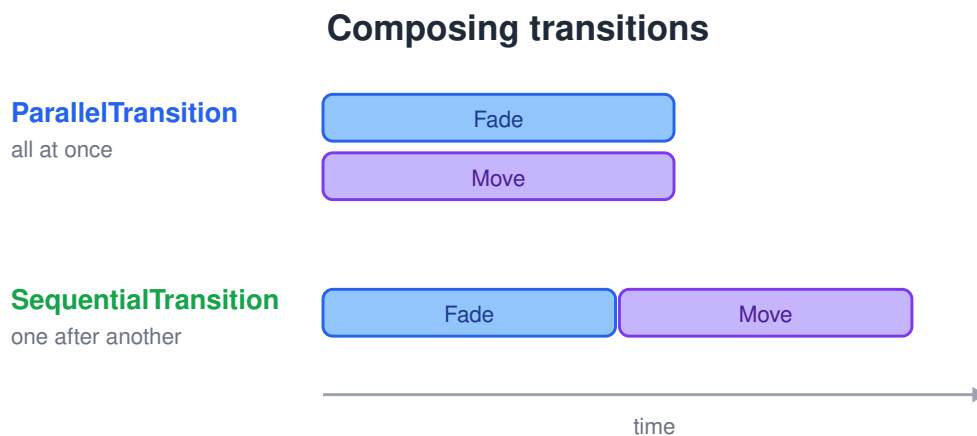 Composing transitions
ParallelTransition
all at once
Fade
Move
SequentialTransition
one after another
Fade
Move
time